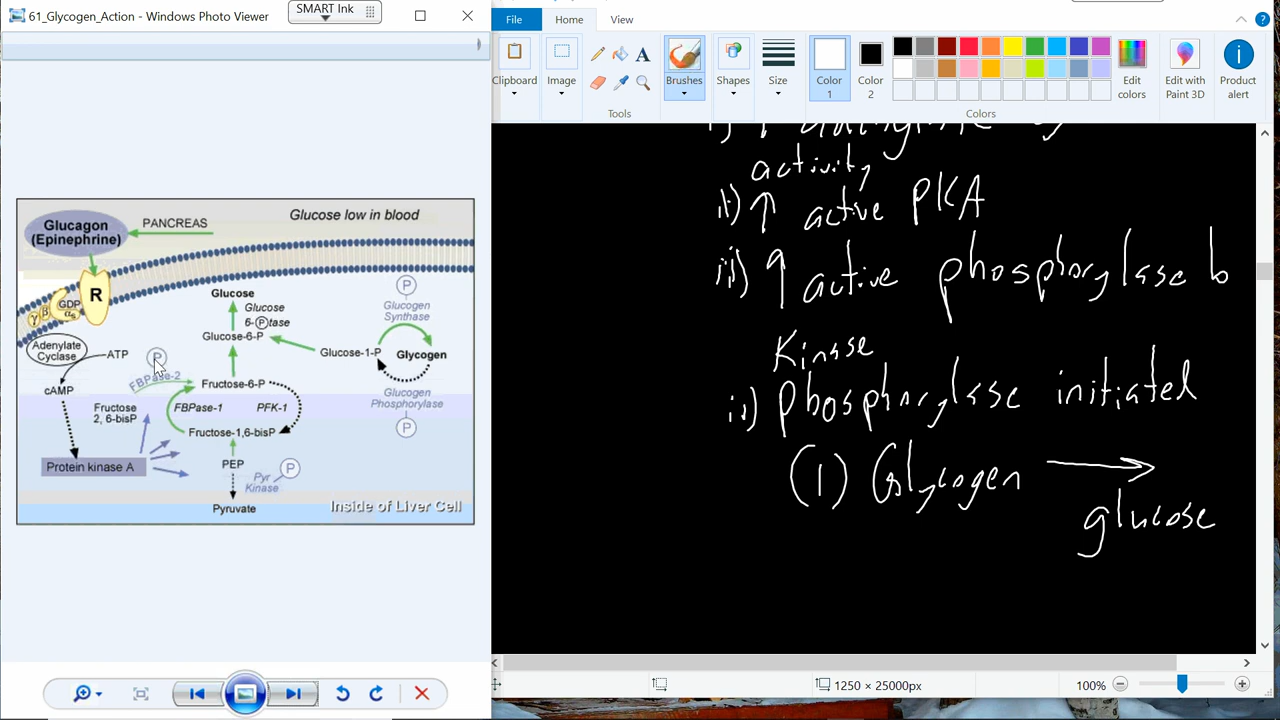 61_Glycogen_Action - Windows Photo Viewer
SMART Ink
File
Home
View
Clipboard
Image
Tools
Brushes
Shapes
Size
Color 1
Color 2
Edit colors
Colors
Edit with Paint 3D
Product alert
Glucose low in blood
PANCREAS
Glucagon
(Epinephrine)
R
GDP
γ β αs
Adenylate
Cyclase
ATP
cAMP
Fructose
2, 6-bisP
Protein kinase A
P
FBPase-2
Glucose
Glucose
6-Ptase
Glucose-6-P
Fructose-6-P
FBPase-1
PFK-1
Fructose-1,6-bisP
PEP
Pyr
Kinase
P
Pyruvate
P
Glucogen
Synthase
Glucose-1-P
Glycogen
Glucogen
Phosphorylase
P
Inside of Liver Cell
activity
ii) ↑ active PKA
iii) ↑ active phosphorylase b
Kinase
iv) Phosphorylase initiated
(1) Glycogen →
glucose
1250 × 25000px
100%